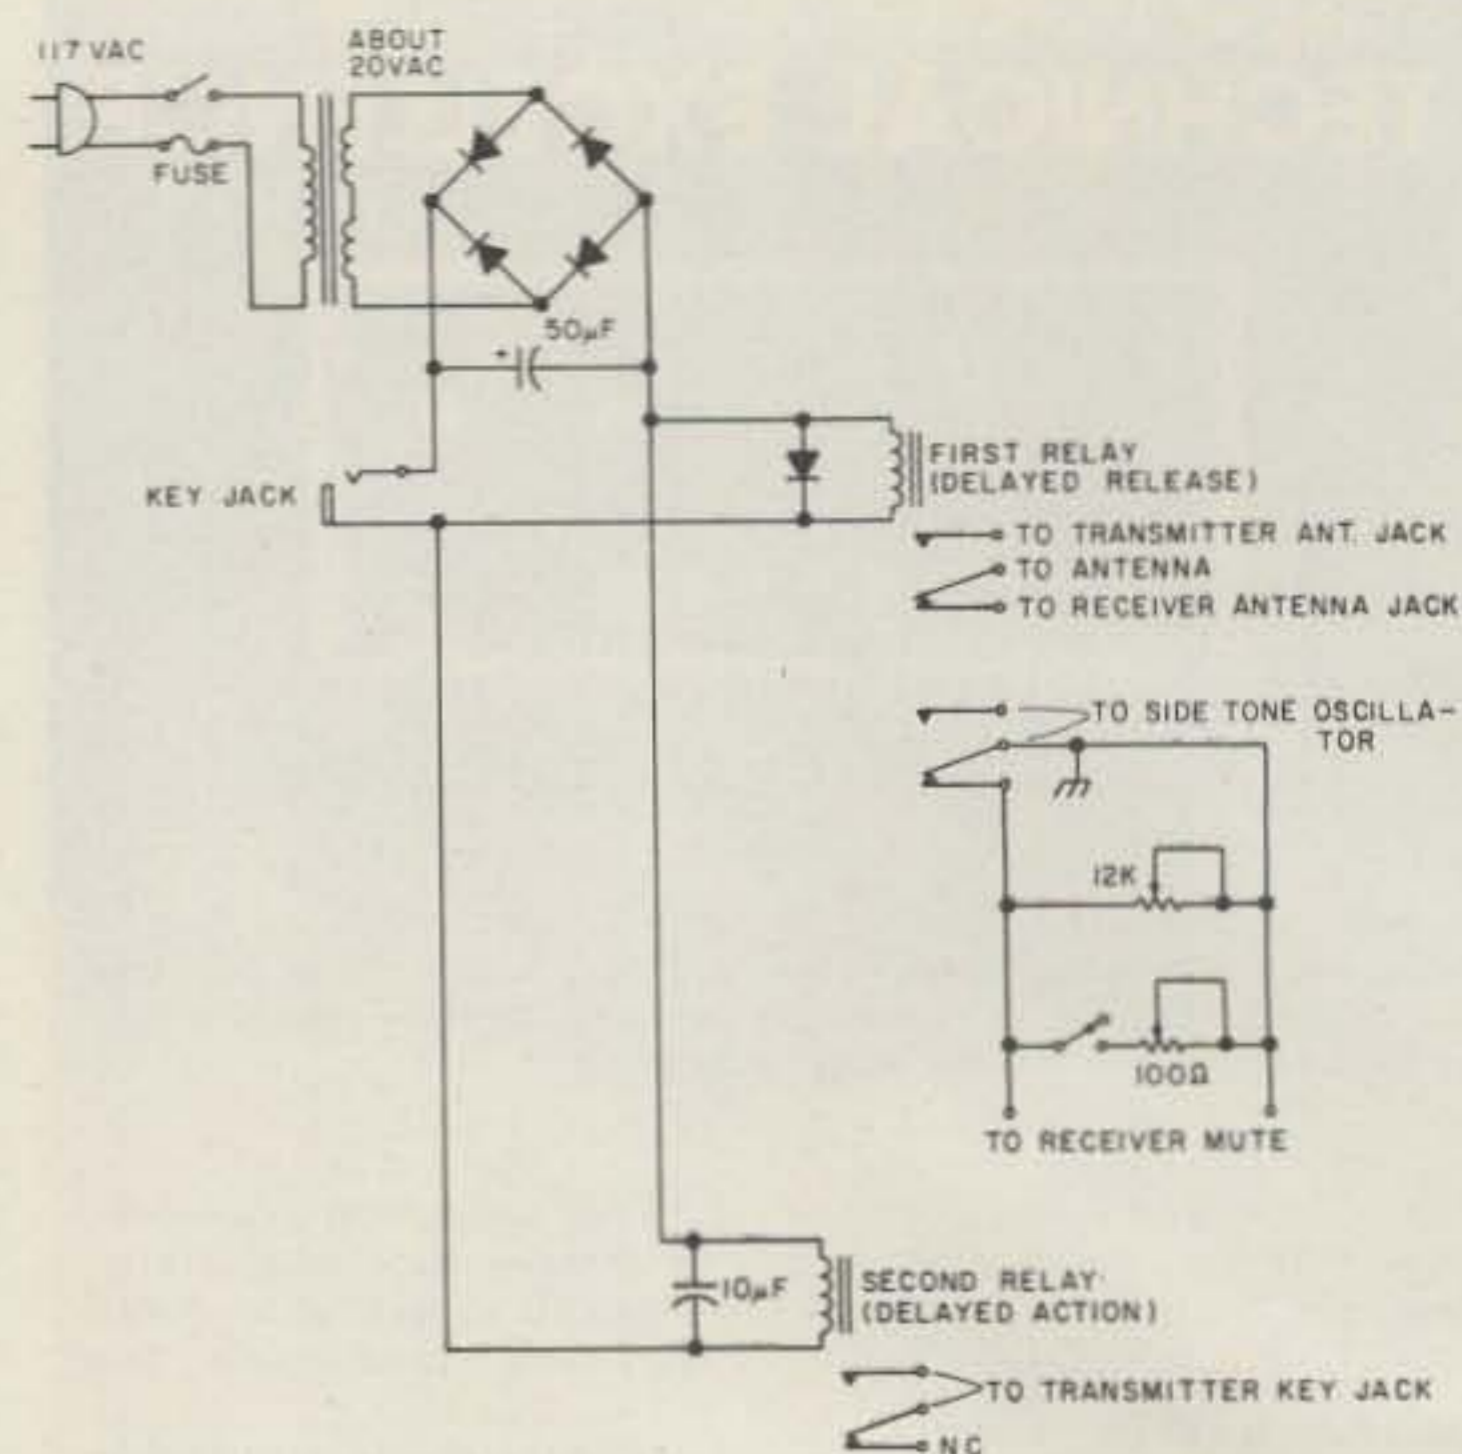 117 VAC
ABOUT
20VAC
FUSE
50µF
KEY JACK
FIRST RELAY
(DELAYED RELEASE)
TO TRANSMITTER ANT. JACK
TO ANTENNA
TO RECEIVER ANTENNA JACK
TO SIDE TONE OSCILLA-
TOR
12K
100Ω
TO RECEIVER MUTE
10µF
SECOND RELAY
(DELAYED ACTION)
TO TRANSMITTER KEY JACK
N.C.